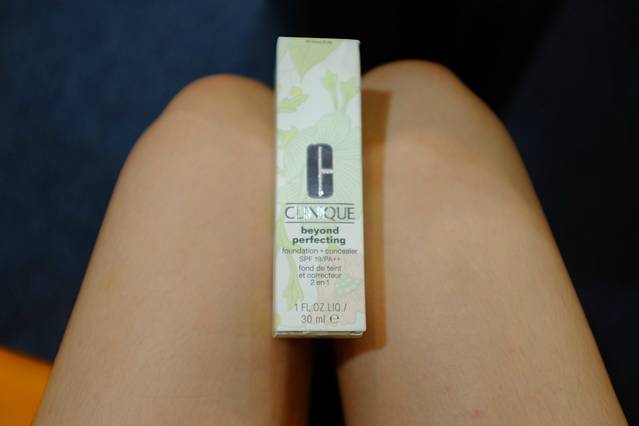 CLINIQUE
beyond
perfecting
foundation + concealer
SPF 19/PA++
fond de teint
et correcteur
2 en 1
1 FL.OZ.LIQ./
30 ml ℮